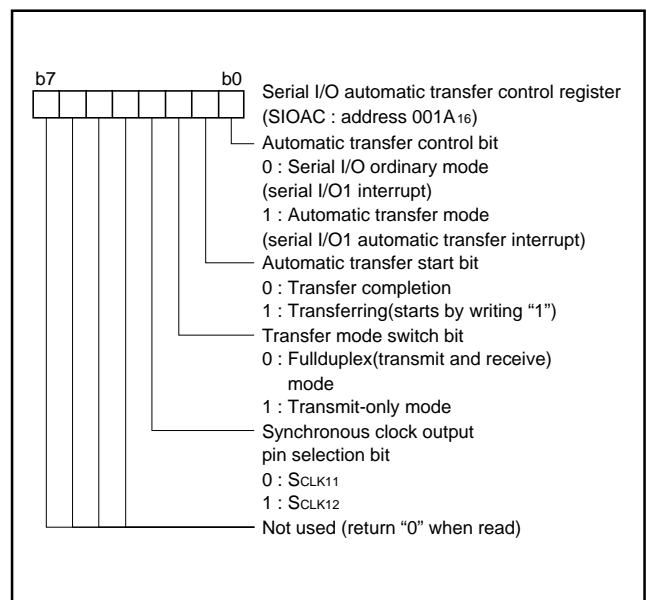 b7 b0
Serial I/O automatic transfer control register
(SIOAC : address 001A16)
Automatic transfer control bit
0 : Serial I/O ordinary mode
(serial I/O1 interrupt)
1 : Automatic transfer mode
(serial I/O1 automatic transfer interrupt)
Automatic transfer start bit
0 : Transfer completion
1 : Transferring(starts by writing “1”)
Transfer mode switch bit
0 : Fullduplex(transmit and receive)
mode
1 : Transmit-only mode
Synchronous clock output
pin selection bit
0 : SCLK11
1 : SCLK12
Not used (return “0” when read)